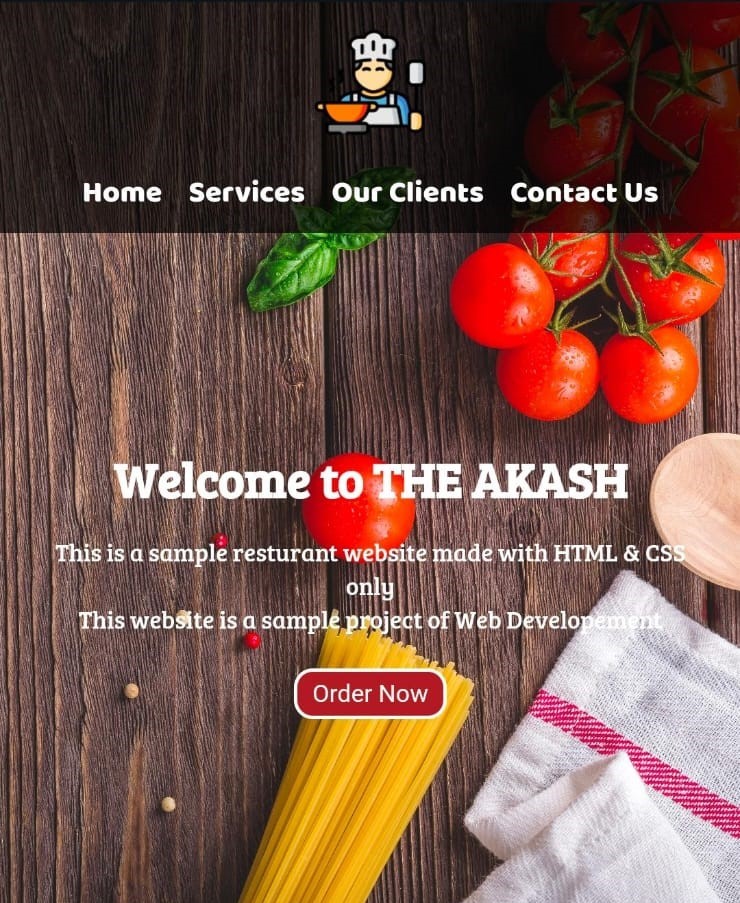 Home Services Our Clients Contact Us
Welcome to THE AKASH
This is a sample resturant website made with HTML & CSS
only
This website is a sample project of Web Developement
Order Now